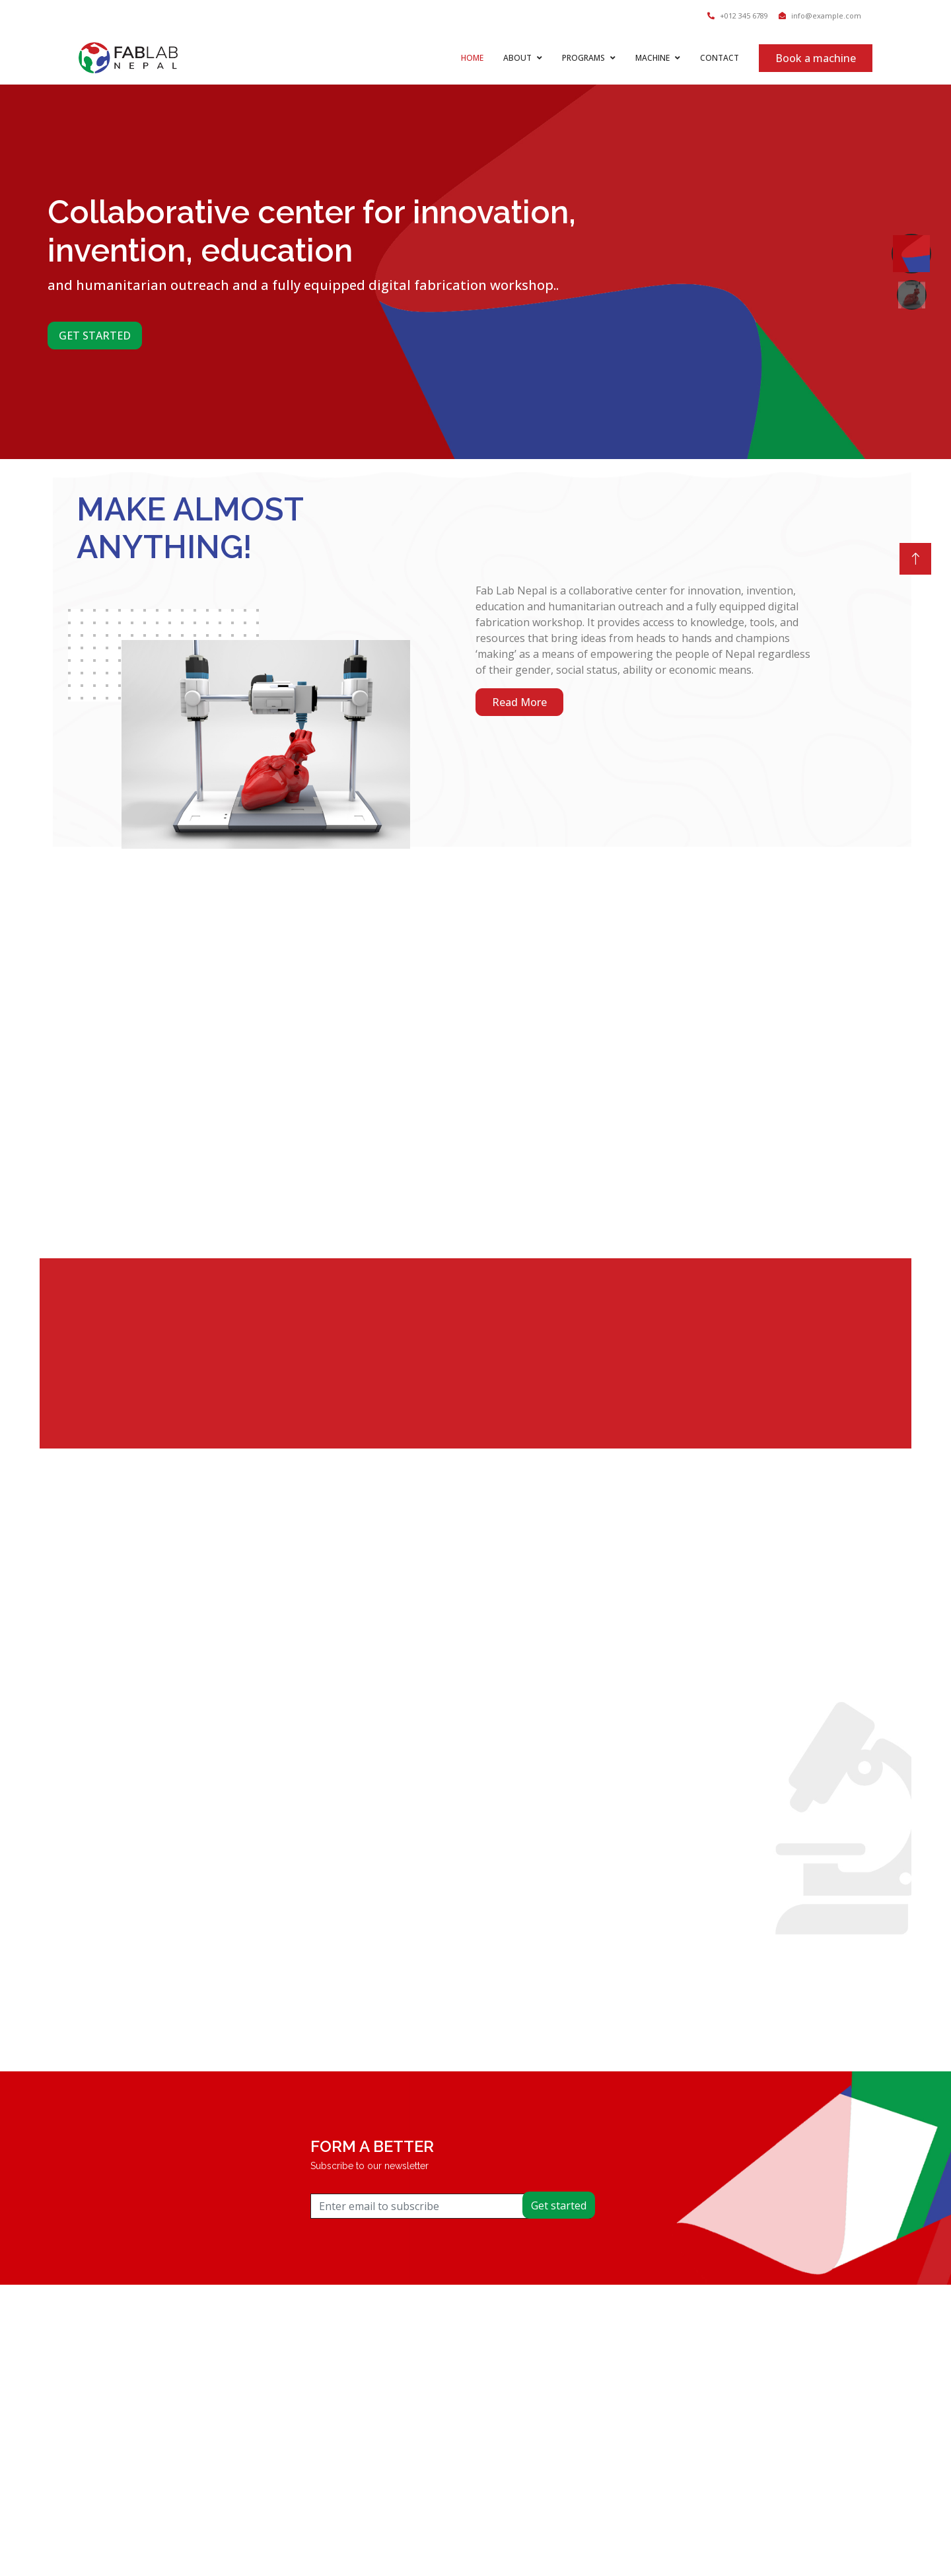 +012 345 6789 info@example.com
FABLAB
NEPAL
HOME ABOUT PROGRAMS MACHINE CONTACT Book a machine
Collaborative center for innovation,
invention, education
and humanitarian outreach and a fully equipped digital fabrication workshop..
GET STARTED
MAKE ALMOST
ANYTHING!
Fab Lab Nepal is a collaborative center for innovation, invention,
education and humanitarian outreach and a fully equipped digital
fabrication workshop. It provides access to knowledge, tools, and
resources that bring ideas from heads to hands and champions
‘making’ as a means of empowering the people of Nepal regardless
of their gender, social status, ability or economic means.
Read More
FORM A BETTER
Subscribe to our newsletter
Enter email to subscribe
Get started